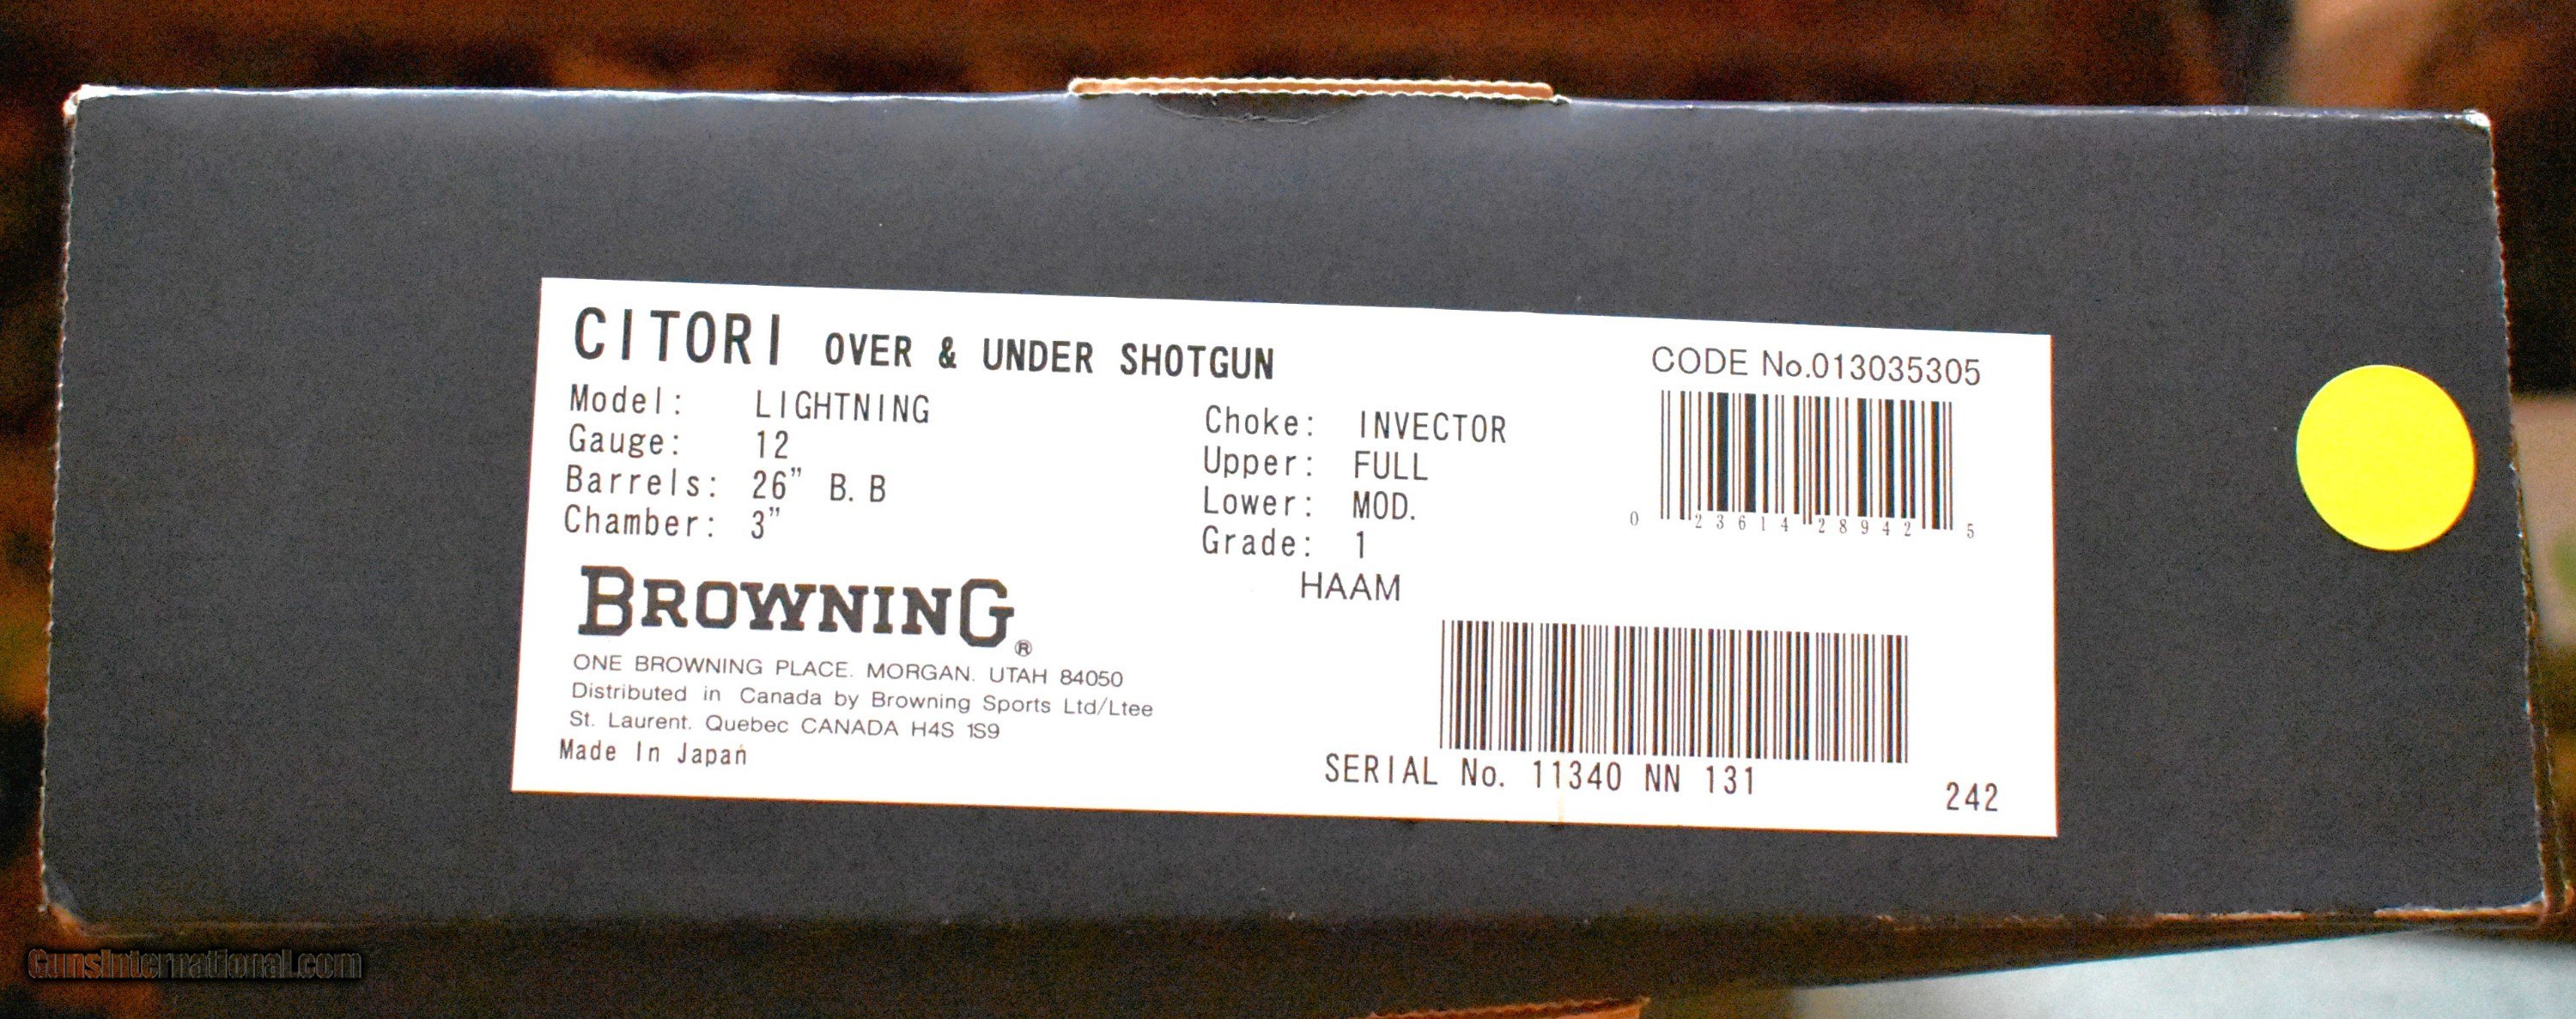 CITORI OVER & UNDER SHOTGUN
Model: LIGHTNING
Gauge: 12
Barrels: 26” B.B
Chamber: 3”
Choke: INVECTOR
Upper: FULL
Lower: MOD.
Grade: 1
HAAM
CODE No.013035305
0 23614 28942 5
BROWNING®
ONE BROWNING PLACE. MORGAN. UTAH 84050
Distributed in Canada by Browning Sports Ltd/Ltee
St. Laurent. Quebec CANADA H4S 1S9
Made In Japan
SERIAL No. 11340 NN 131
242
GunsInternational.com